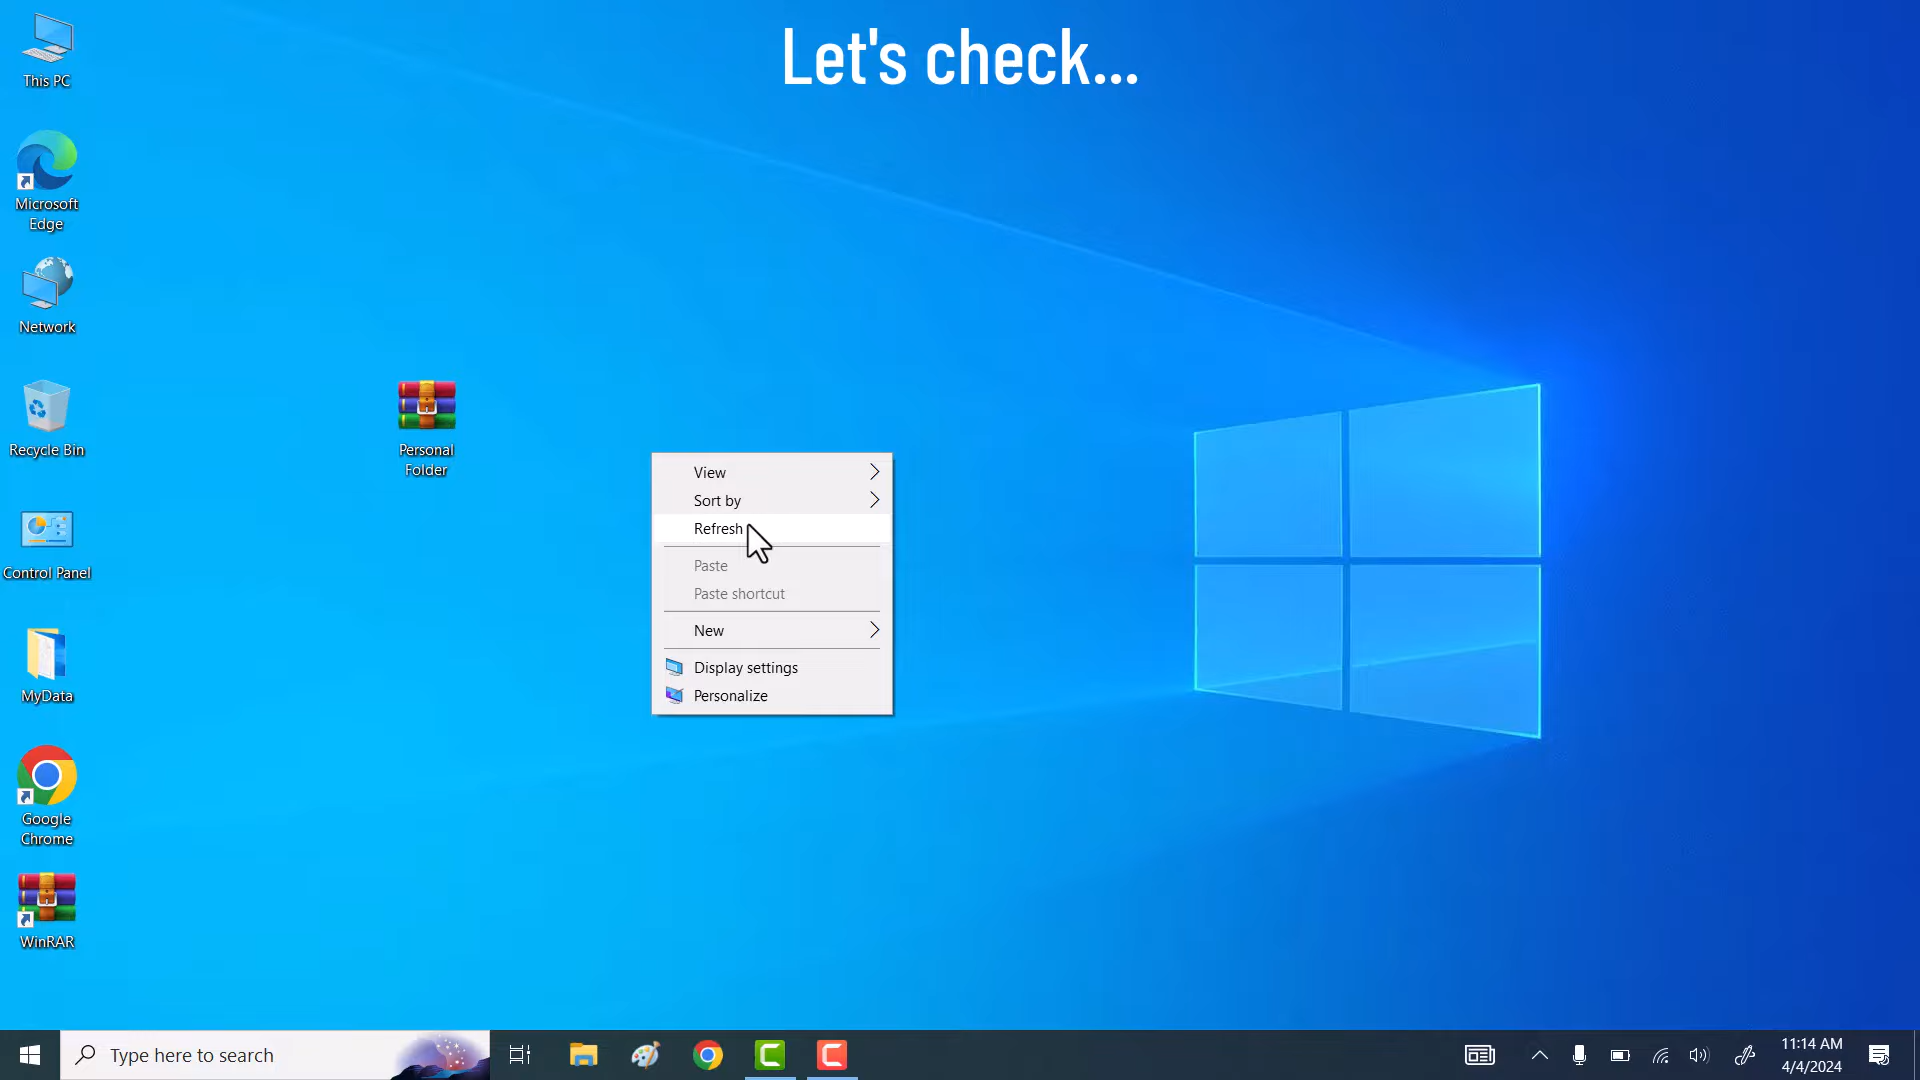 Let's check...
This PC
Microsoft
Edge
Network
Recycle Bin
Control Panel
MyData
Google
Chrome
WinRAR
Personal
Folder
View
Sort by
Refresh
Paste
Paste shortcut
New
Display settings
Personalize
Type here to search
11:14 AM
4/4/2024